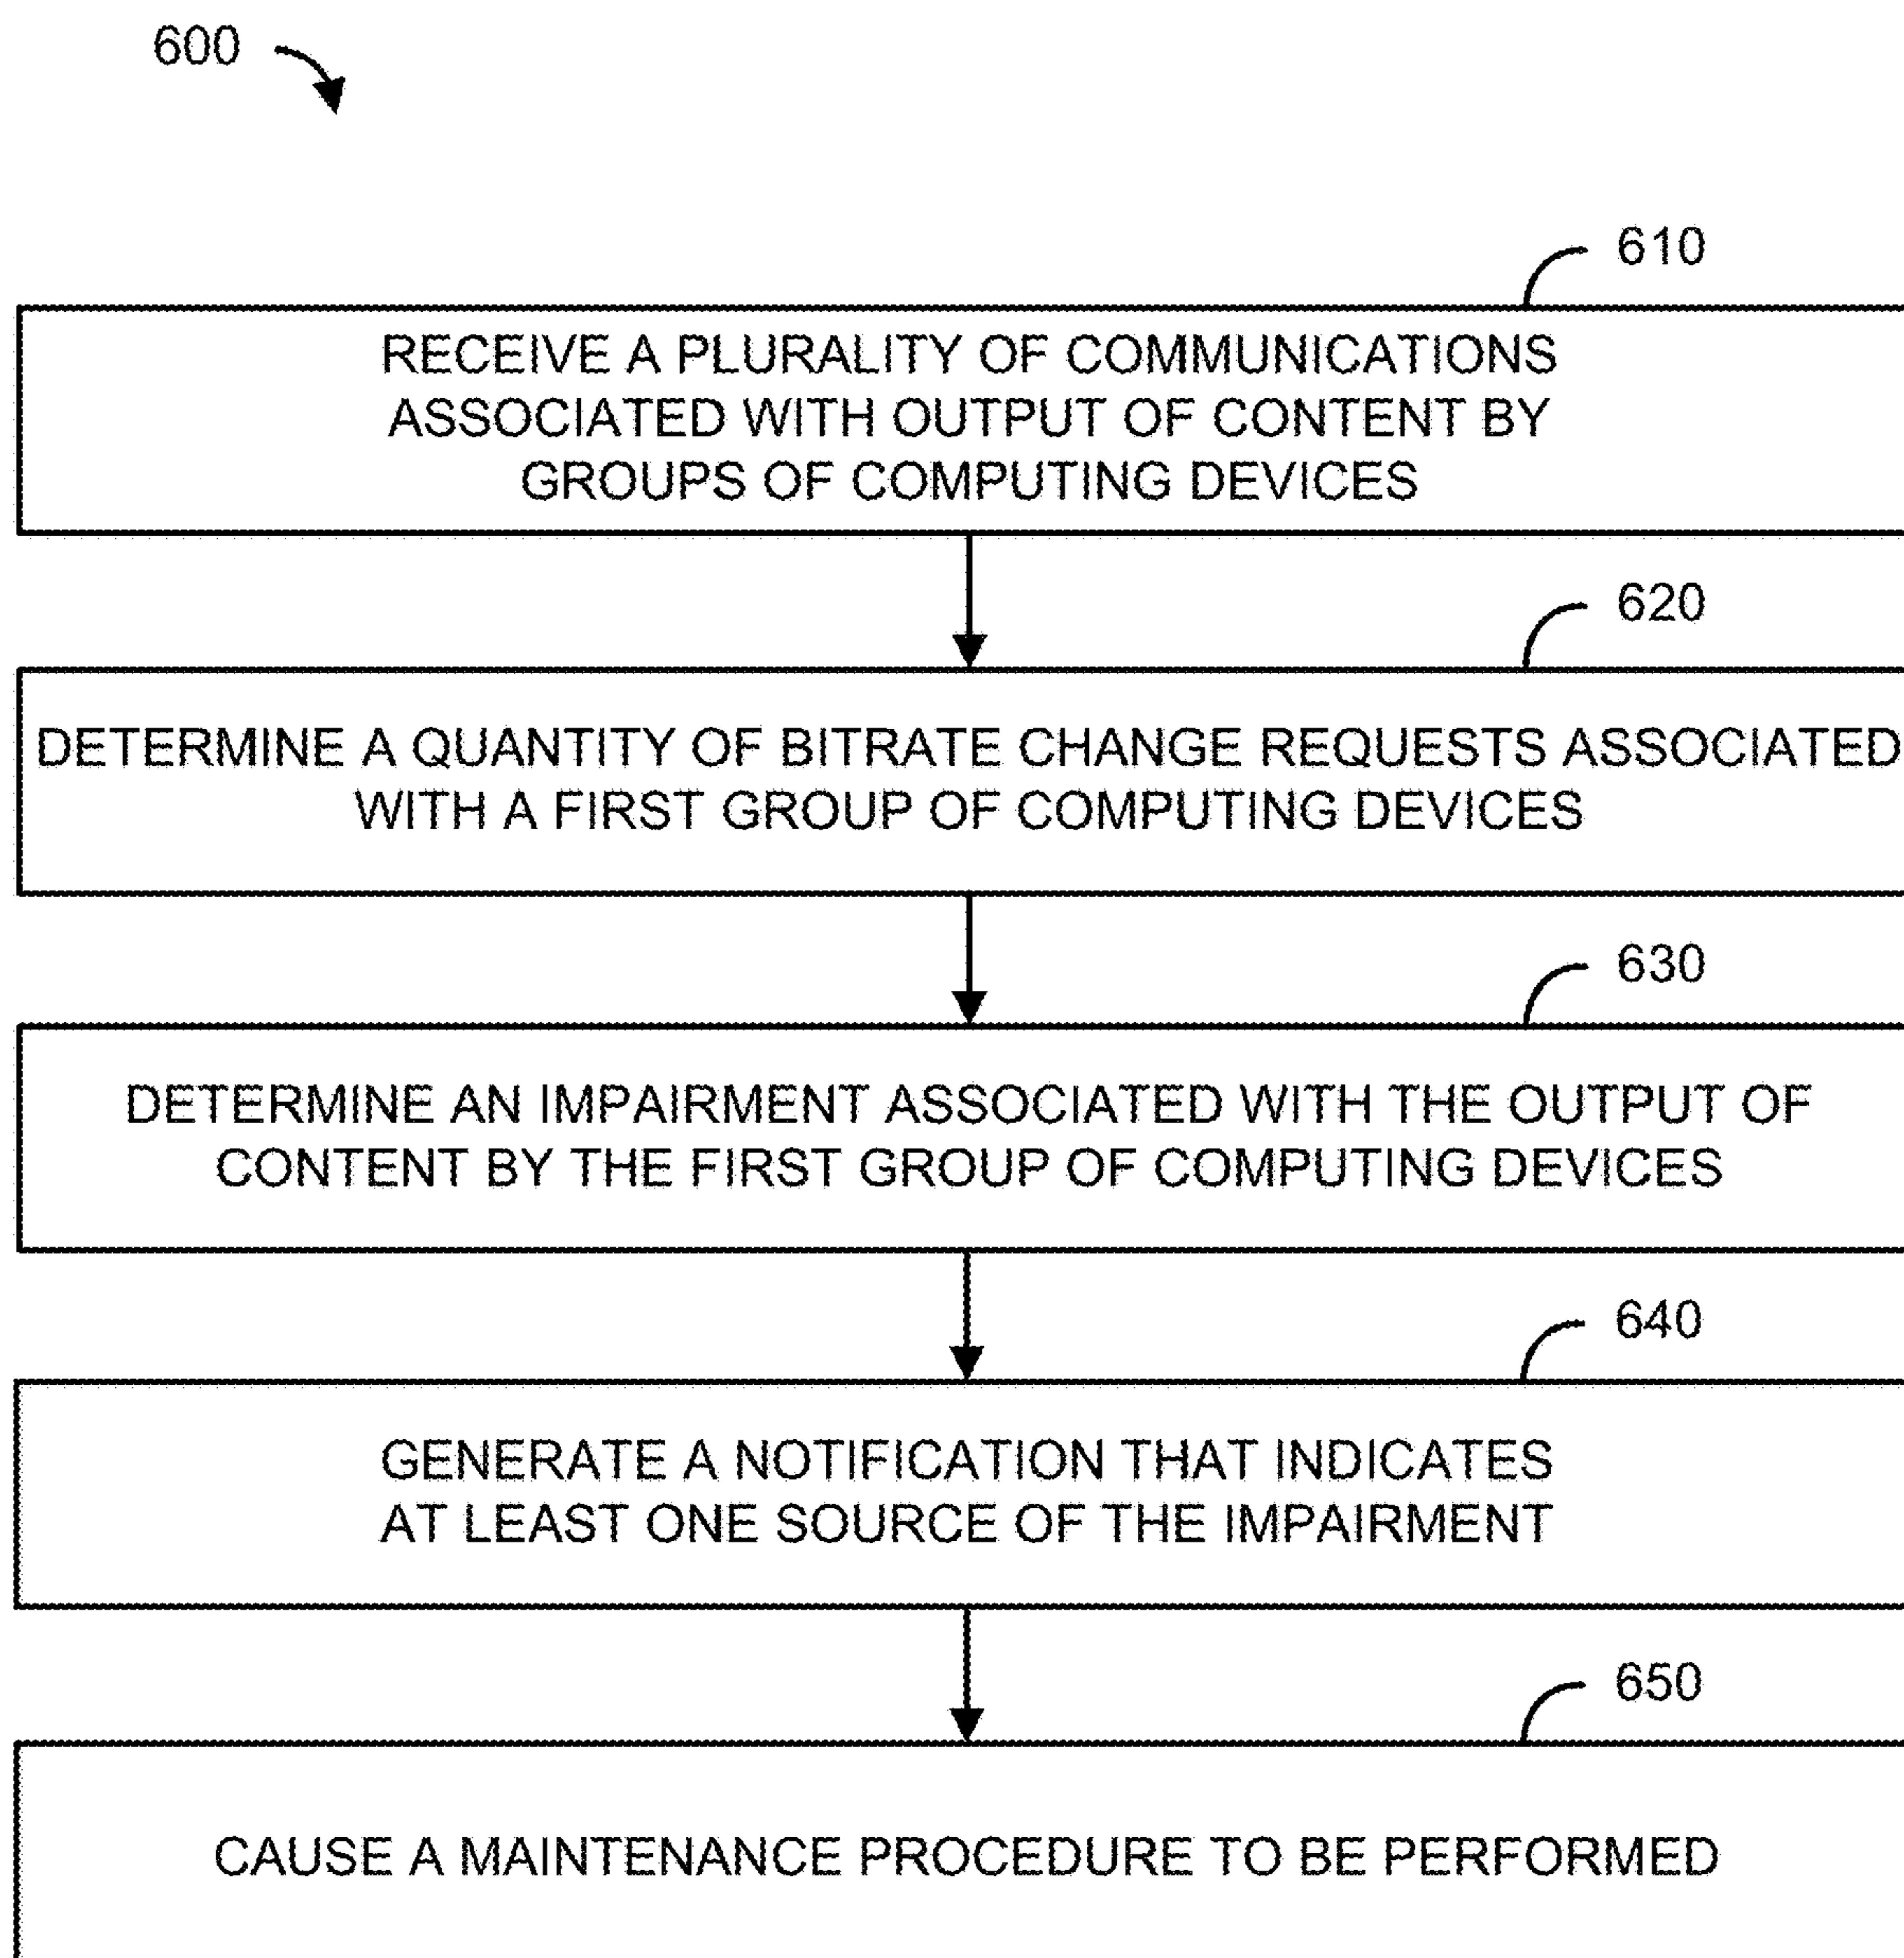 600
610
RECEIVE A PLURALITY OF COMMUNICATIONS
ASSOCIATED WITH OUTPUT OF CONTENT BY
GROUPS OF COMPUTING DEVICES
620
DETERMINE A QUANTITY OF BITRATE CHANGE REQUESTS ASSOCIATED
WITH A FIRST GROUP OF COMPUTING DEVICES
630
DETERMINE AN IMPAIRMENT ASSOCIATED WITH THE OUTPUT OF
CONTENT BY THE FIRST GROUP OF COMPUTING DEVICES
640
GENERATE A NOTIFICATION THAT INDICATES
AT LEAST ONE SOURCE OF THE IMPAIRMENT
650
CAUSE A MAINTENANCE PROCEDURE TO BE PERFORMED